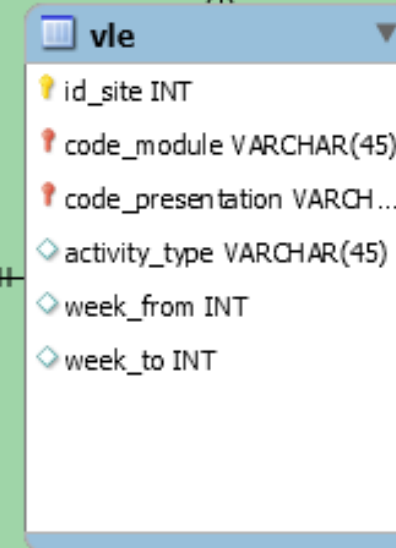 vle
id_site INT
code_module VARCHAR(45)
code_presentation VARCH...
activity_type VARCHAR(45)
week_from INT
week_to INT